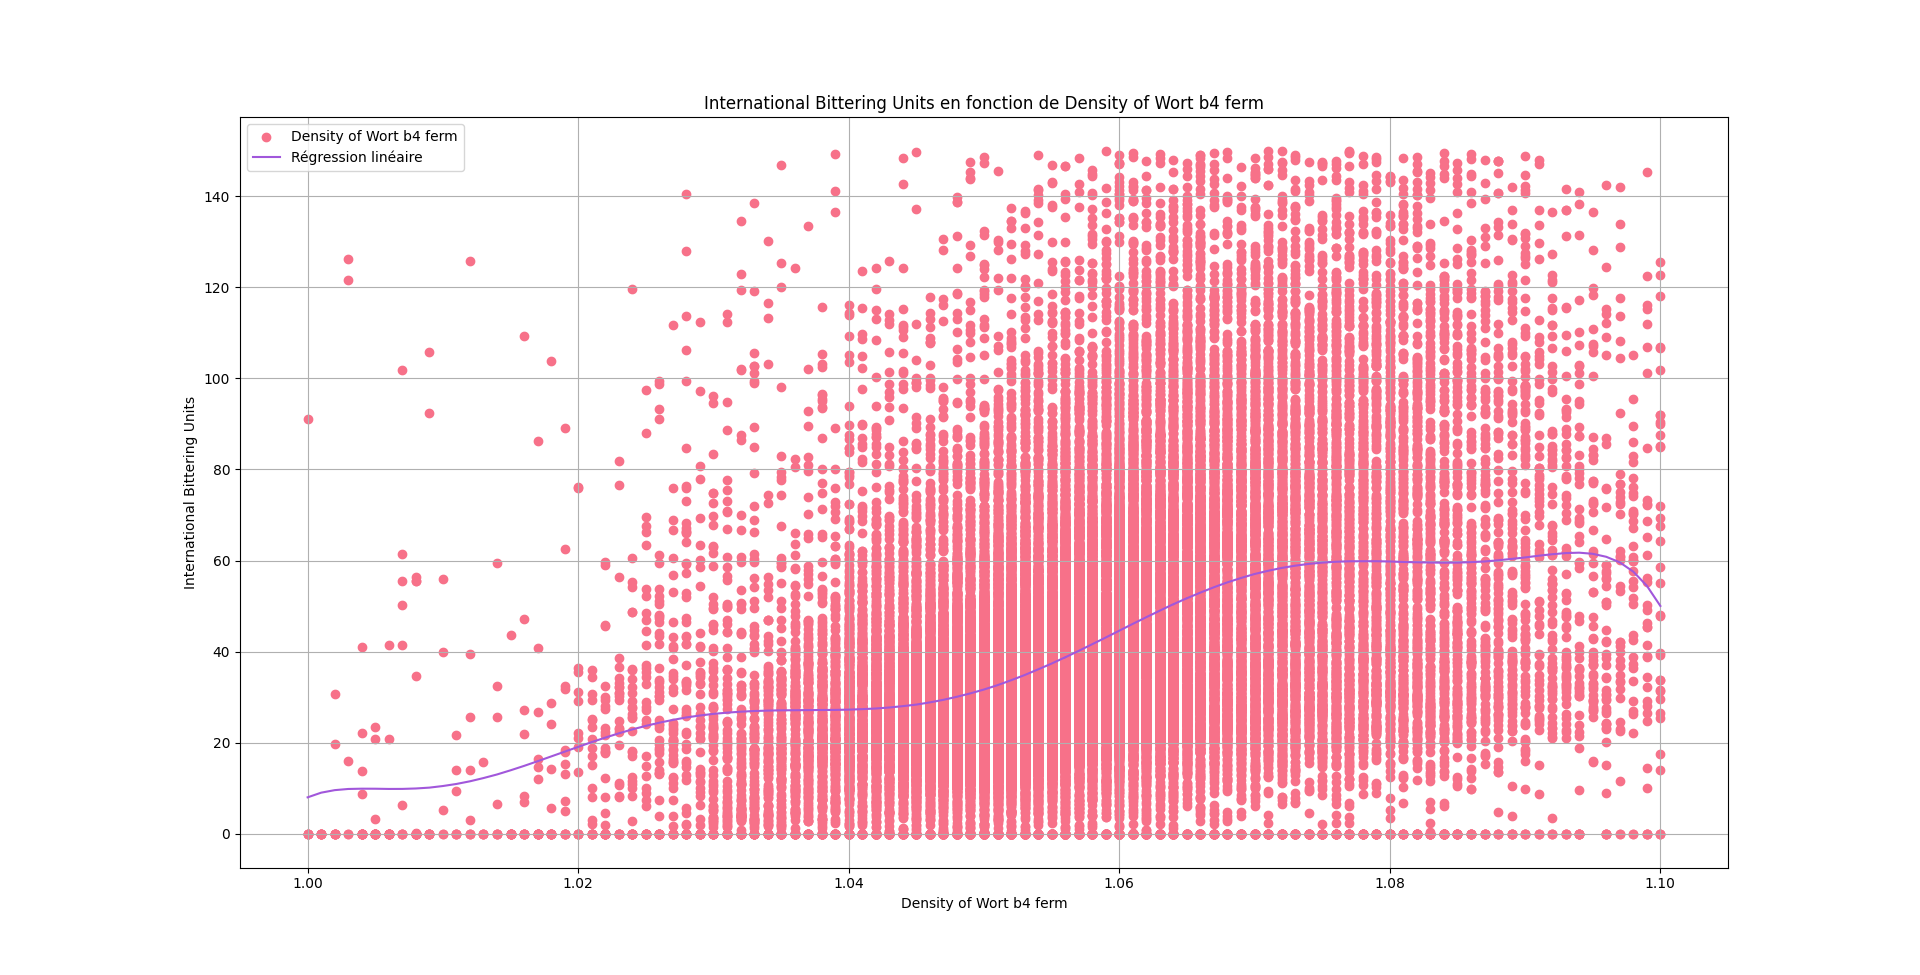 International Bittering Units en fonction de Density of Wort b4 ferm
Density of Wort b4 ferm
Régression linéaire
140
120
100
80
60
40
20
0
International Bittering Units
1.00 1.02 1.04 1.06 1.08 1.10
Density of Wort b4 ferm